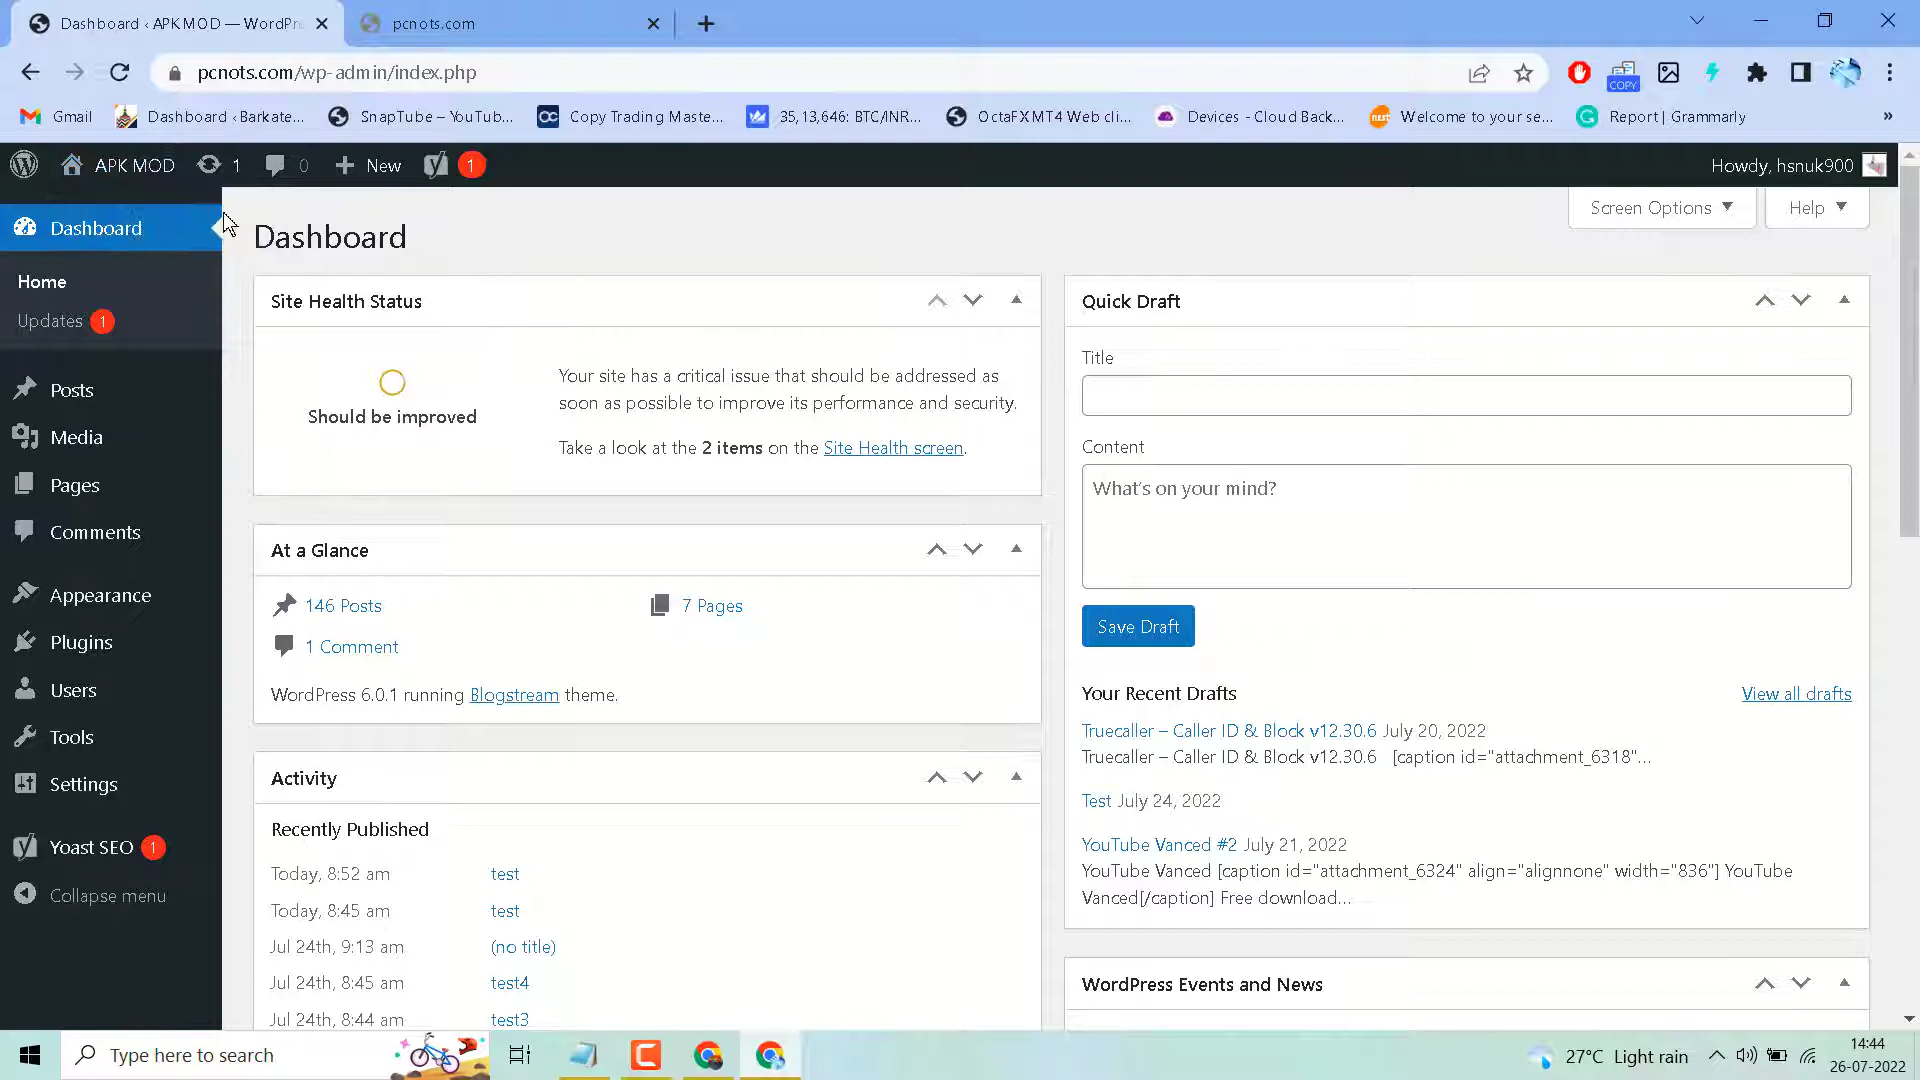 Dashboard ‹ APK MOD — WordPr
pcnots.com
pcnots.com/wp-admin/index.php
COPY
Gmail
Dashboard ‹ Barkate...
SnapTube – YouTub...
CC
Copy Trading Maste...
35,13,646: BTC/INR...
OctaFX MT4 Web cli...
Devices - Cloud Back...
Welcome to your se...
Report | Grammarly
»
APK MOD
1
0
New
1
Howdy, hsnuk900
Dashboard
Home
Updates 1
Posts
Media
Pages
Comments
Appearance
Plugins
Users
Tools
Settings
Yoast SEO 1
Collapse menu
Screen Options
Help
Dashboard
Site Health Status
Should be improved
Your site has a critical issue that should be addressed as
soon as possible to improve its performance and security.
Take a look at the 2 items on the Site Health screen.
At a Glance
146 Posts
7 Pages
1 Comment
WordPress 6.0.1 running Blogstream theme.
Activity
Recently Published
Today, 8:52 am test
Today, 8:45 am test
Jul 24th, 9:13 am (no title)
Jul 24th, 8:45 am test4
Jul 24th, 8:44 am test3
Quick Draft
Title
Content
What's on your mind?
Save Draft
Your Recent Drafts
View all drafts
Truecaller – Caller ID & Block v12.30.6 July 20, 2022
Truecaller – Caller ID & Block v12.30.6 [caption id="attachment_6318"...
Test July 24, 2022
YouTube Vanced #2 July 21, 2022
YouTube Vanced [caption id="attachment_6324" align="alignnone" width="836"] YouTube
Vanced[/caption] Free download...
WordPress Events and News
Type here to search
27°C Light rain
14:44
26-07-2022